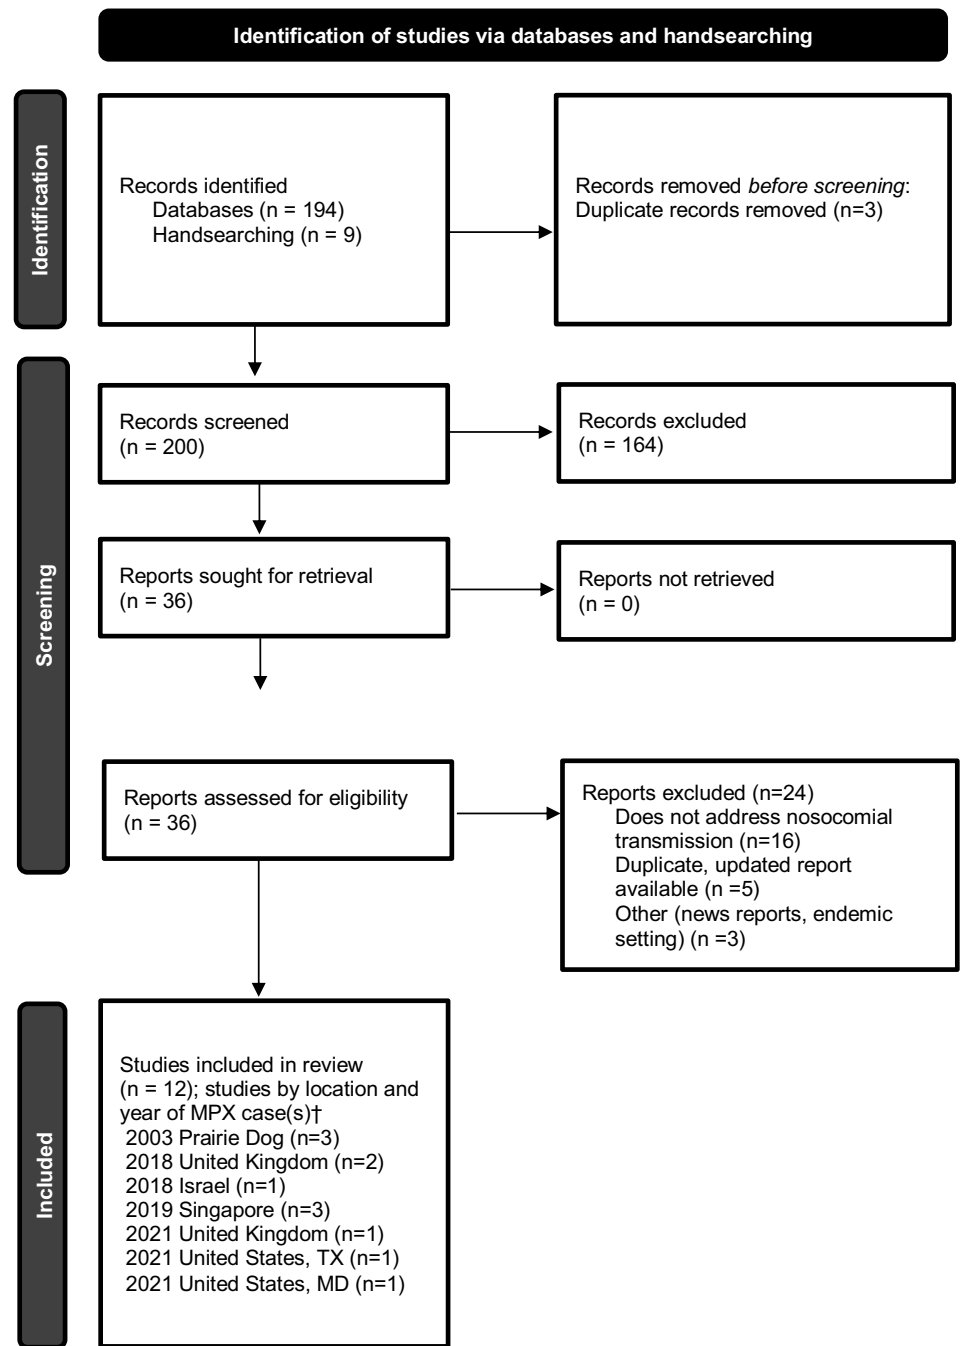 Identification of studies via databases and handsearching
Identification
Records identified
Databases (n = 194)
Handsearching (n = 9)
Records removed before screening:
Duplicate records removed (n=3)
Screening
Records screened
(n = 200)
Records excluded
(n = 164)
Reports sought for retrieval
(n = 36)
Reports not retrieved
(n = 0)
Reports assessed for eligibility
(n = 36)
Reports excluded (n=24)
Does not address nosocomial
transmission (n=16)
Duplicate, updated report
available (n =5)
Other (news reports, endemic
setting) (n =3)
Included
Studies included in review
(n = 12); studies by location and
year of MPX case(s)†
2003 Prairie Dog (n=3)
2018 United Kingdom (n=2)
2018 Israel (n=1)
2019 Singapore (n=3)
2021 United Kingdom (n=1)
2021 United States, TX (n=1)
2021 United States, MD (n=1)